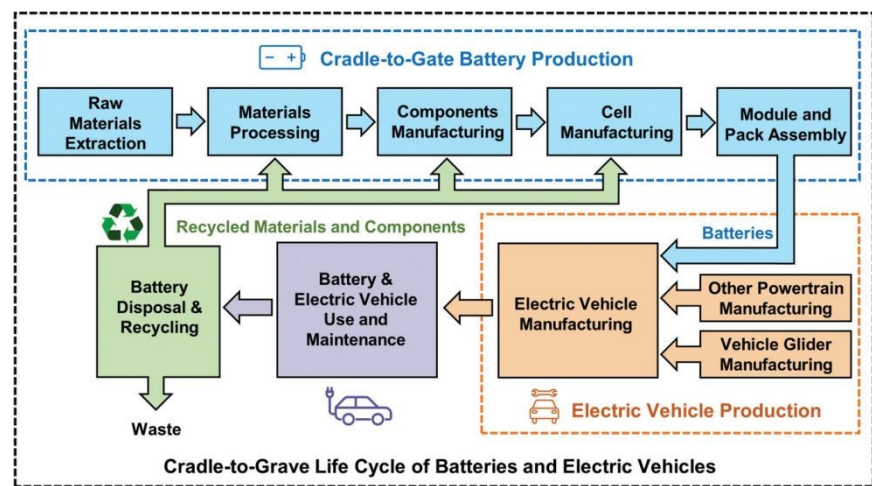 Cradle-to-Gate Battery Production
Raw
Materials
Extraction
Materials
Processing
Components
Manufacturing
Cell
Manufacturing
Module and
Pack Assembly
Recycled Materials and Components
Batteries
Battery
Disposal &
Recycling
Battery &
Electric Vehicle
Use and
Maintenance
Electric Vehicle
Manufacturing
Other Powertrain
Manufacturing
Vehicle Glider
Manufacturing
Waste
Electric Vehicle Production
Cradle-to-Grave Life Cycle of Batteries and Electric Vehicles